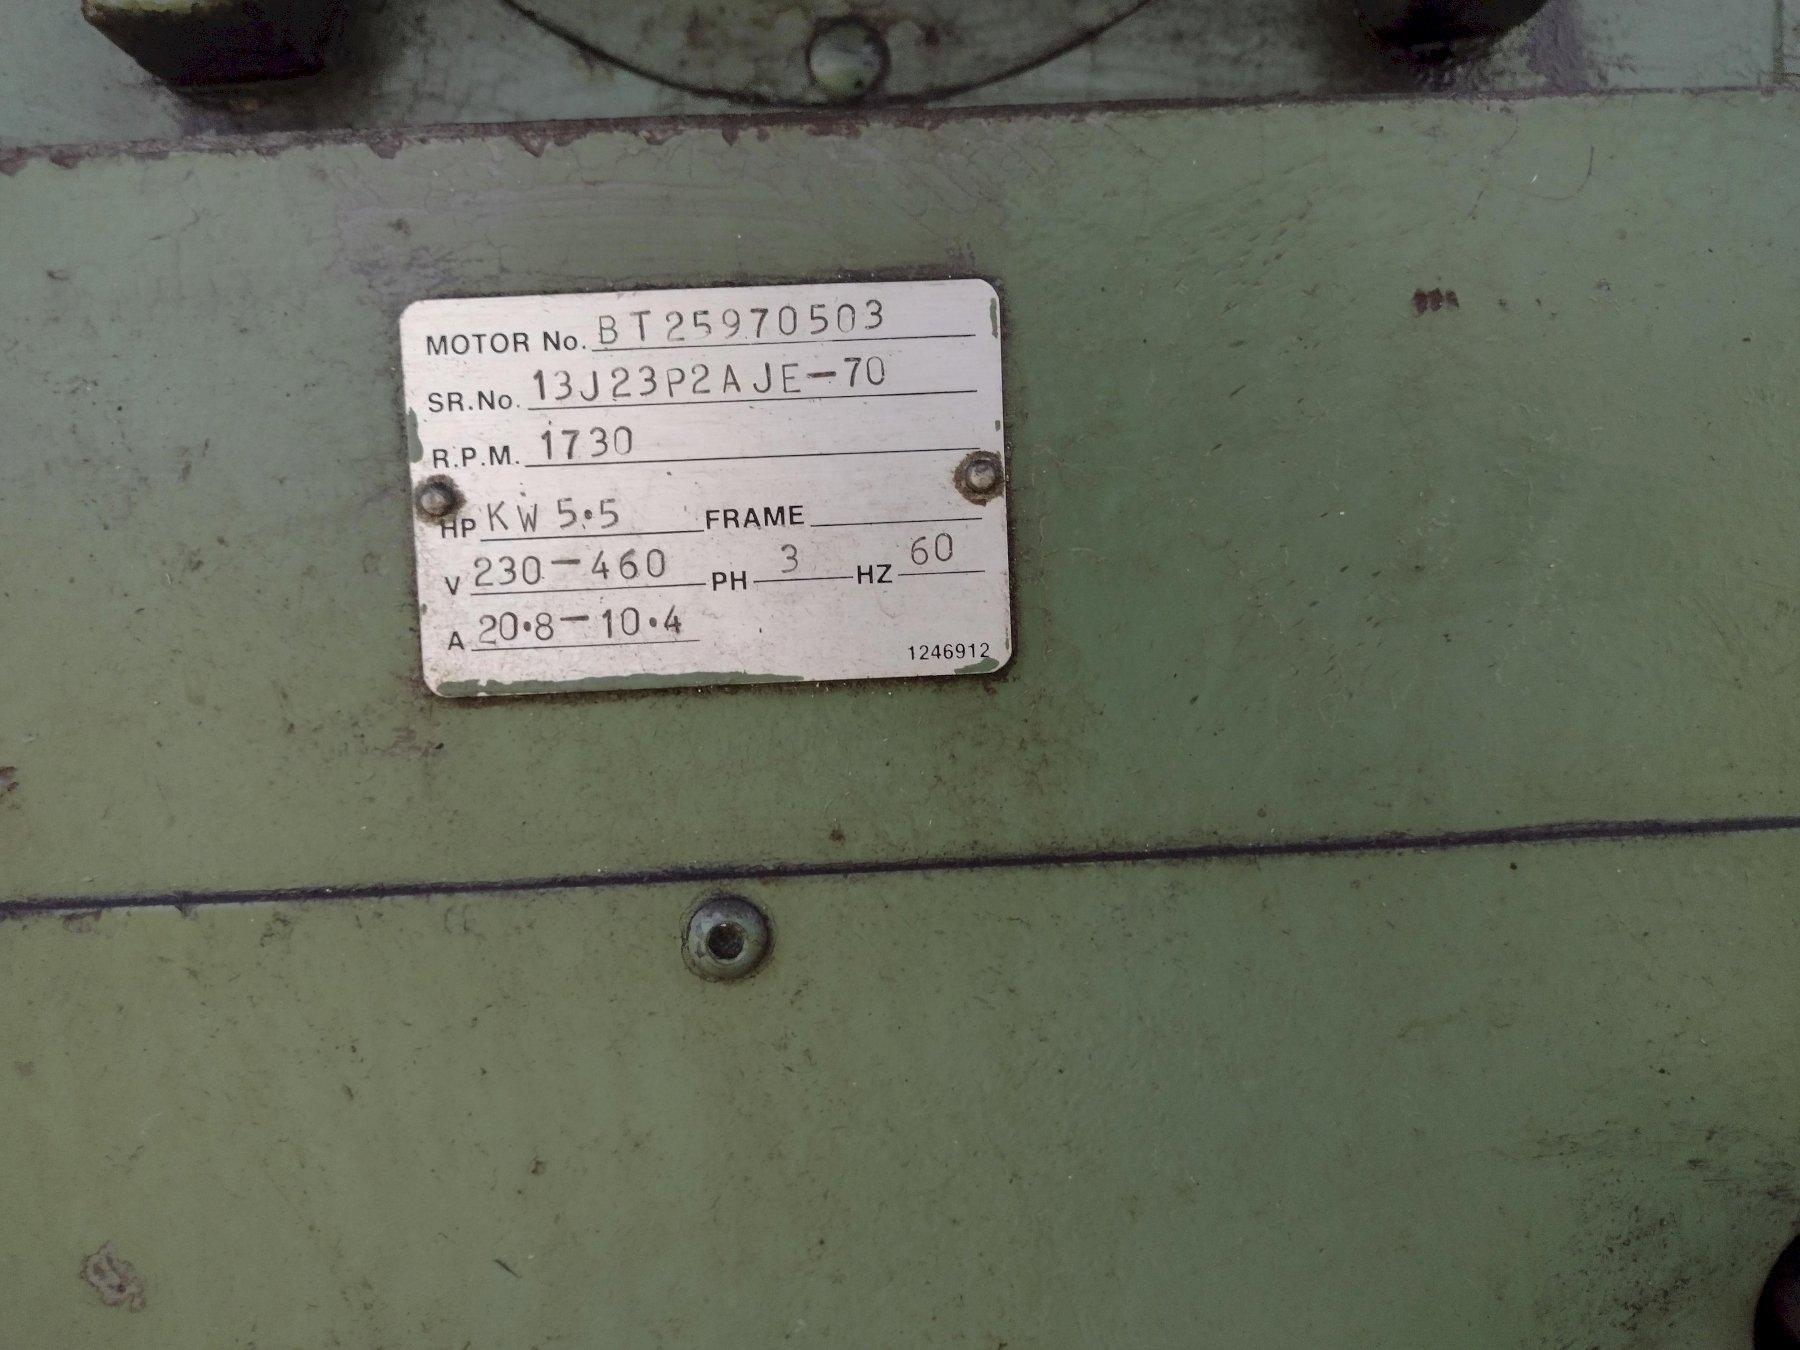 MOTOR No. BT25970503
SR.No. 13J23P2AJE-70
R.P.M. 1730
HP KW 5.5 FRAME
V 230-460 PH 3 HZ 60
A 20.8-10.4
1246912